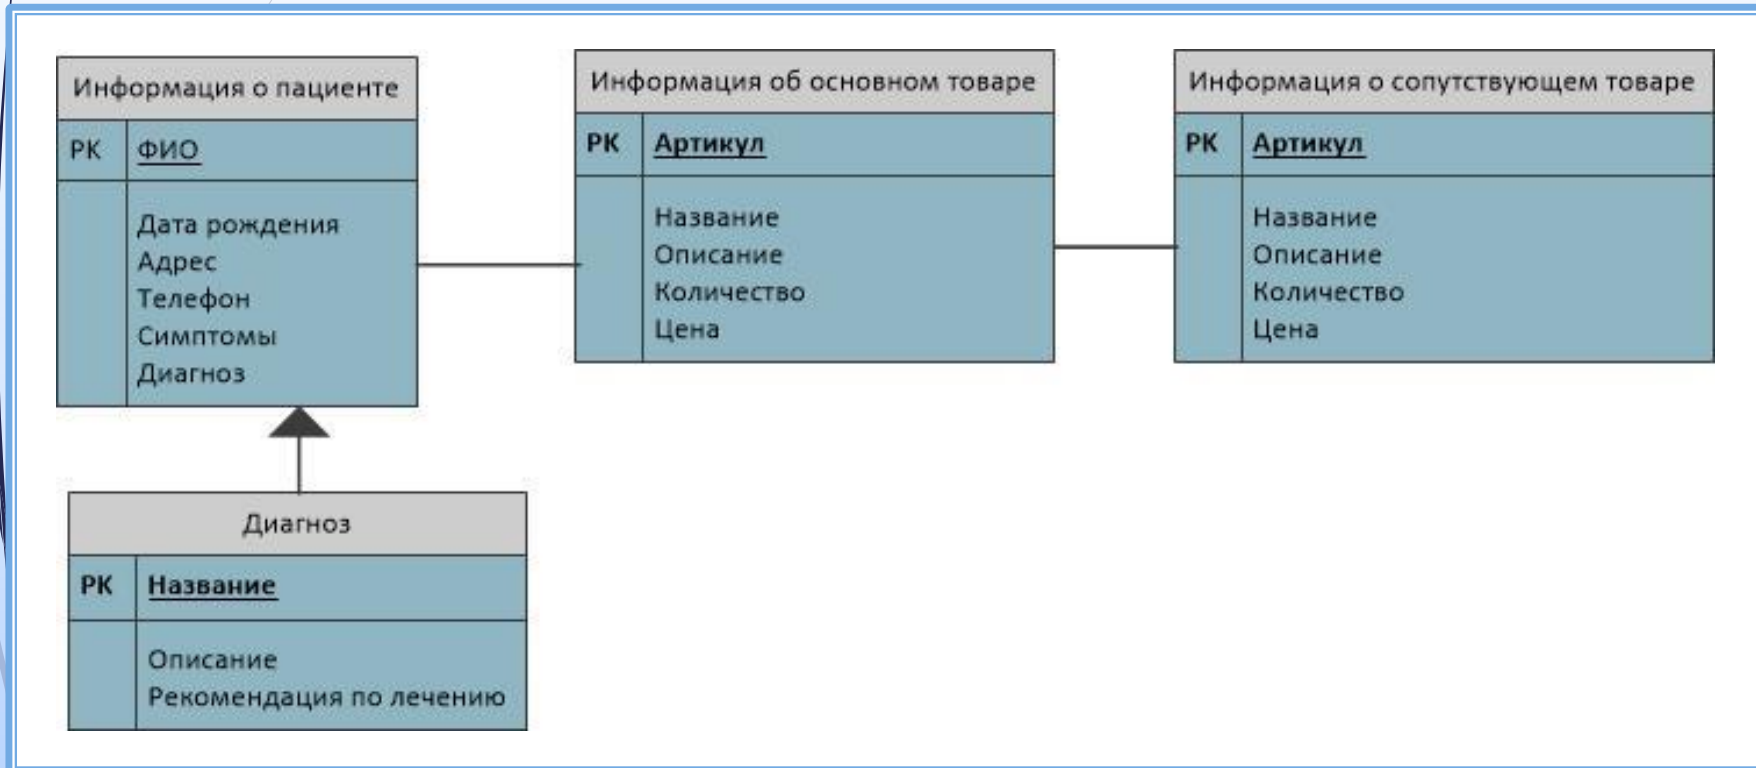 Информация о пациенте
PK ФИО
Дата рождения
Адрес
Телефон
Симптомы
Диагноз
Информация об основном товаре
PK Артикул
Название
Описание
Количество
Цена
Информация о сопутствующем товаре
PK Артикул
Название
Описание
Количество
Цена
Диагноз
PK Название
Описание
Рекомендация по лечению